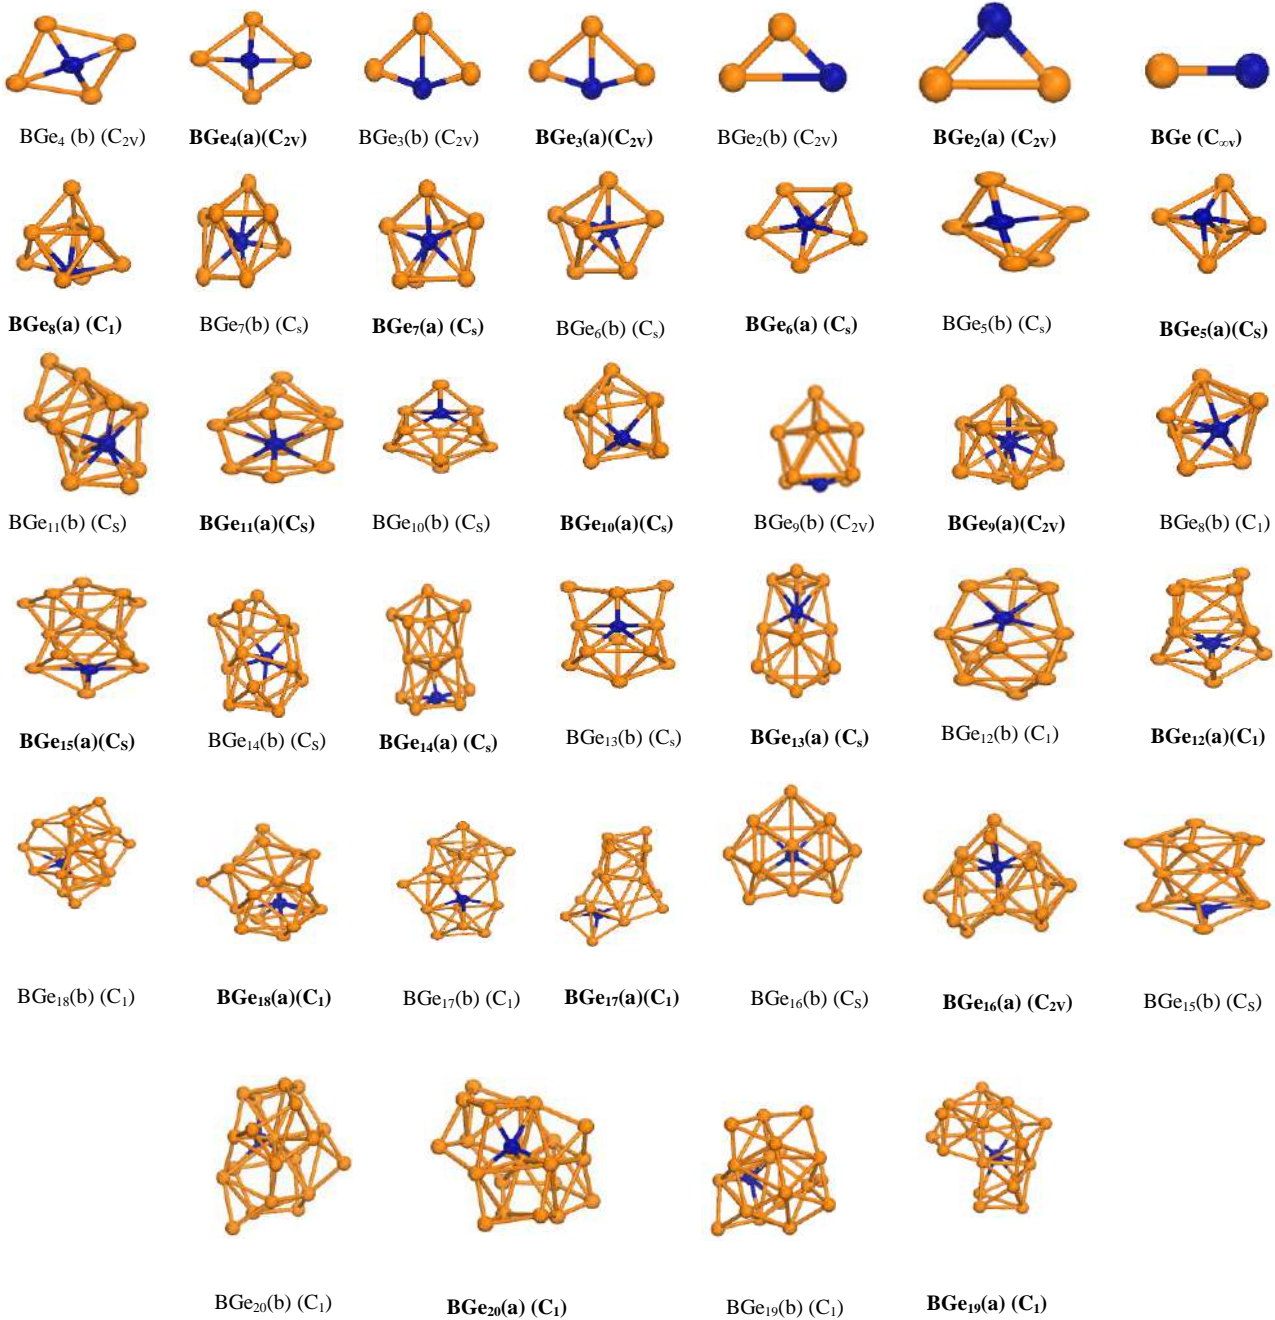 BGe₄ (b) (C₂ᵥ) BGe₄(a)(C₂ᵥ) BGe₃(b) (C₂ᵥ) BGe₃(a)(C₂ᵥ) BGe₂(b) (C₂ᵥ) BGe₂(a) (C₂ᵥ) BGe (C∞ᵥ)
BGe₈(a) (C₁) BGe₇(b) (Cₛ) BGe₇(a) (Cₛ) BGe₆(b) (Cₛ) BGe₆(a) (Cₛ) BGe₅(b) (Cₛ) BGe₅(a)(Cₛ)
BGe₁₁(b) (Cₛ) BGe₁₁(a)(Cₛ) BGe₁₀(b) (Cₛ) BGe₁₀(a)(Cₛ) BGe₉(b) (C₂ᵥ) BGe₉(a)(C₂ᵥ) BGe₈(b) (C₁)
BGe₁₅(a)(Cₛ) BGe₁₄(b) (Cₛ) BGe₁₄(a) (Cₛ) BGe₁₃(b) (Cₛ) BGe₁₃(a) (Cₛ) BGe₁₂(b) (C₁) BGe₁₂(a)(C₁)
BGe₁₈(b) (C₁) BGe₁₈(a)(C₁) BGe₁₇(b) (C₁) BGe₁₇(a)(C₁) BGe₁₆(b) (Cₛ) BGe₁₆(a) (C₂ᵥ) BGe₁₅(b) (Cₛ)
BGe₂₀(b) (C₁) BGe₂₀(a) (C₁) BGe₁₉(b) (C₁) BGe₁₉(a) (C₁)